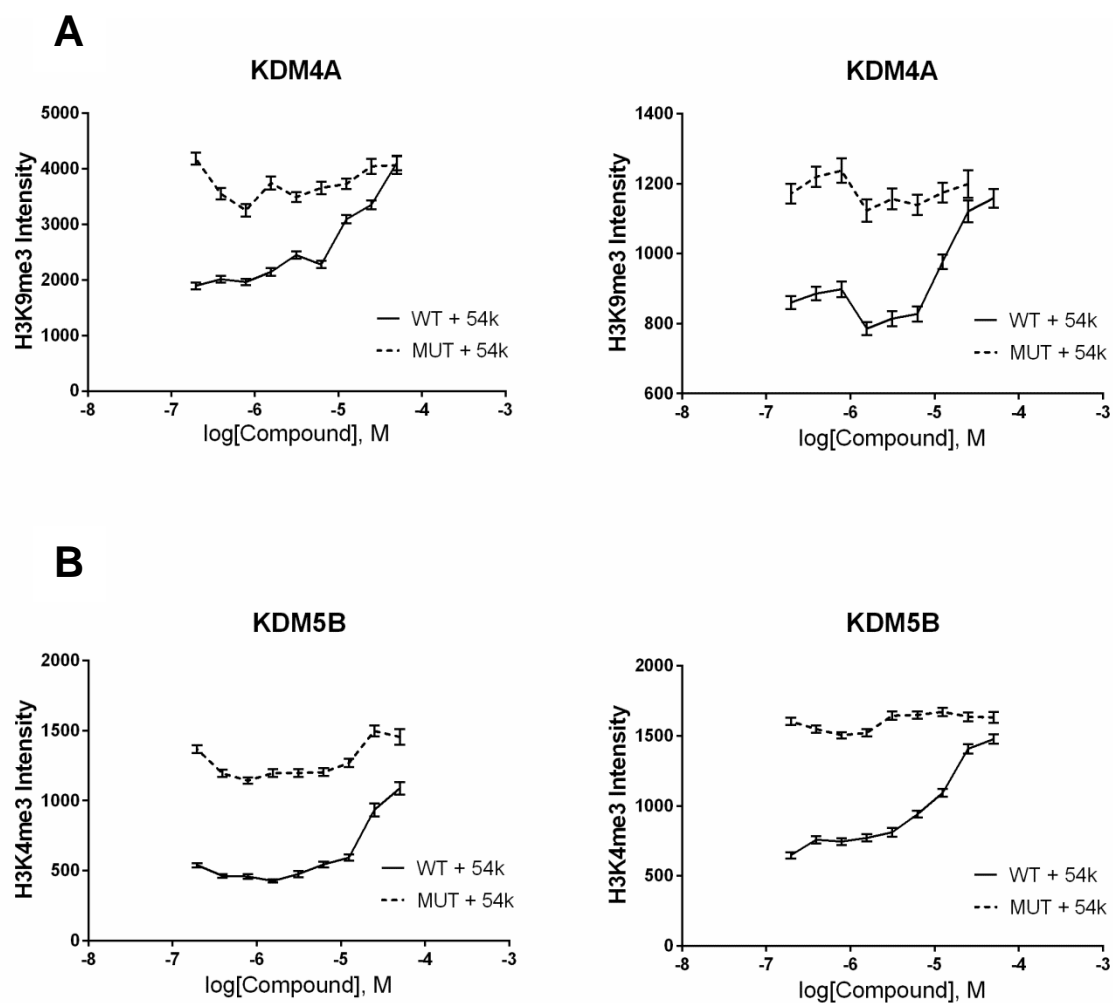 A
KDM4A
H3K9me3 Intensity
5000
4000
3000
2000
1000
0
-8
-7
-6
-5
-4
-3
log[Compound], M
WT + 54k
MUT + 54k
KDM4A
H3K9me3 Intensity
1400
1200
1000
800
600
-8
-7
-6
-5
-4
-3
log[Compound], M
WT + 54k
MUT + 54k
B
KDM5B
H3K4me3 Intensity
2000
1500
1000
500
0
-8
-7
-6
-5
-4
-3
log[Compound], M
WT + 54k
MUT + 54k
KDM5B
H3K4me3 Intensity
2000
1500
1000
500
0
-8
-7
-6
-5
-4
-3
log[Compound], M
WT + 54k
MUT + 54k